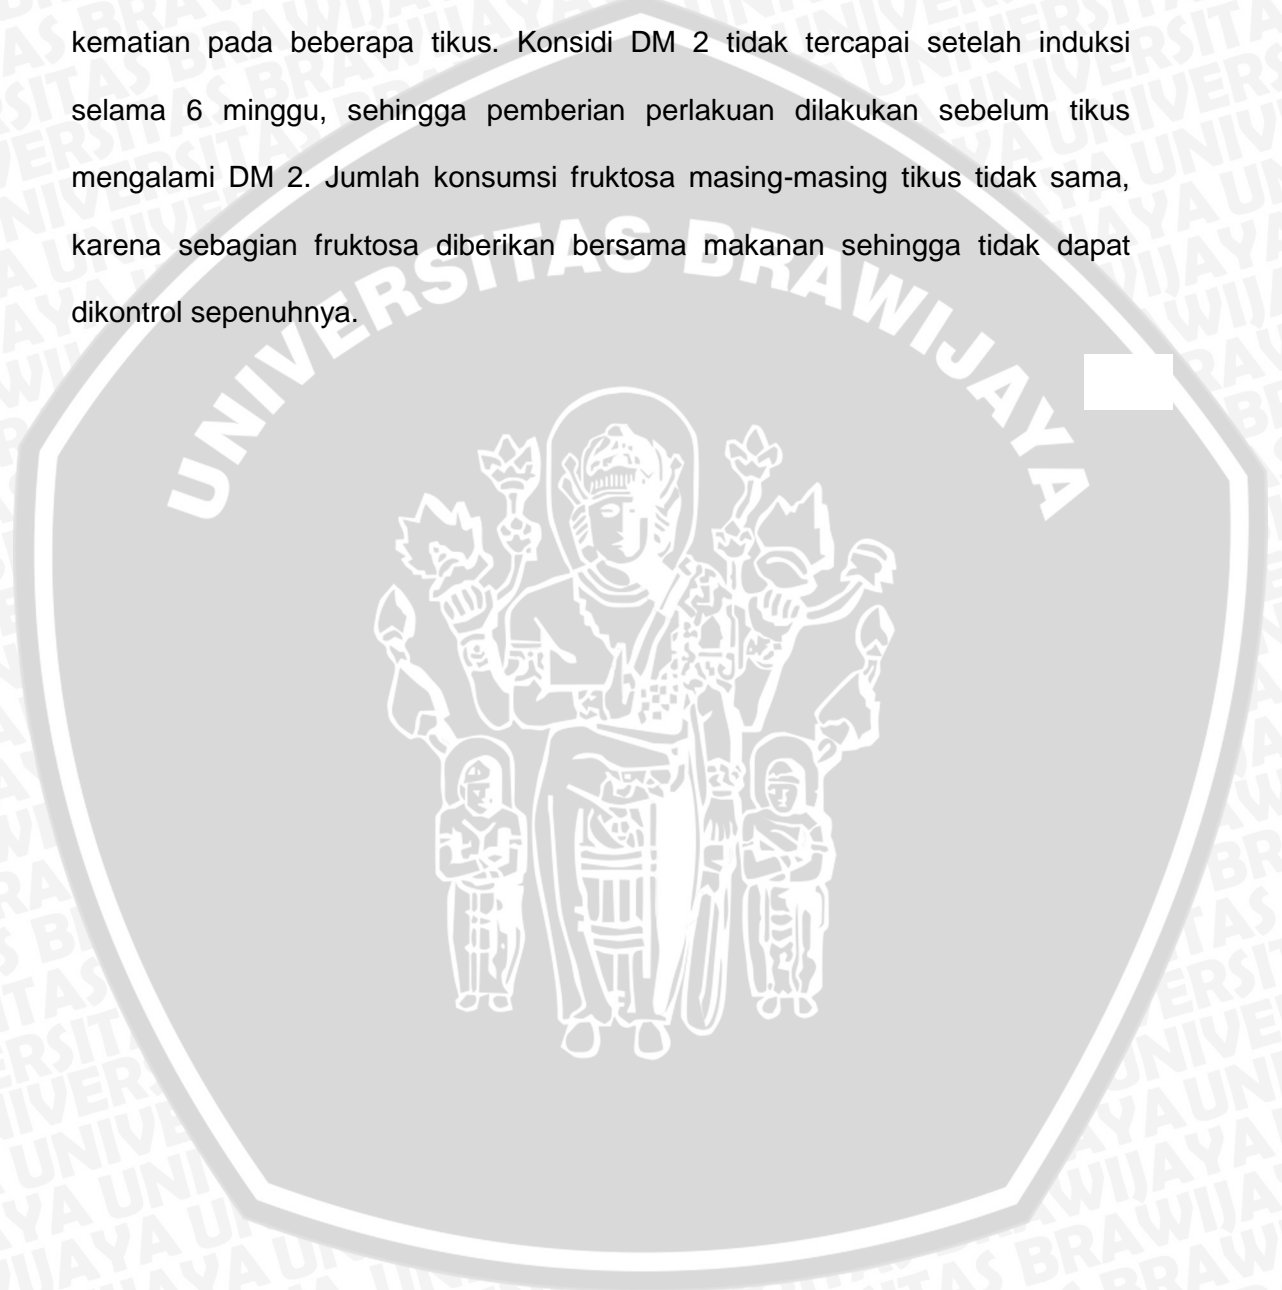 kematian pada beberapa tikus. Konsidi DM 2 tidak tercapai setelah induksi
selama 6 minggu, sehingga pemberian perlakuan dilakukan sebelum tikus
mengalami DM 2. Jumlah konsumsi fruktosa masing-masing tikus tidak sama,
karena sebagian fruktosa diberikan bersama makanan sehingga tidak dapat
dikontrol sepenuhnya.
UNIVERSITAS BRAWIJAYA